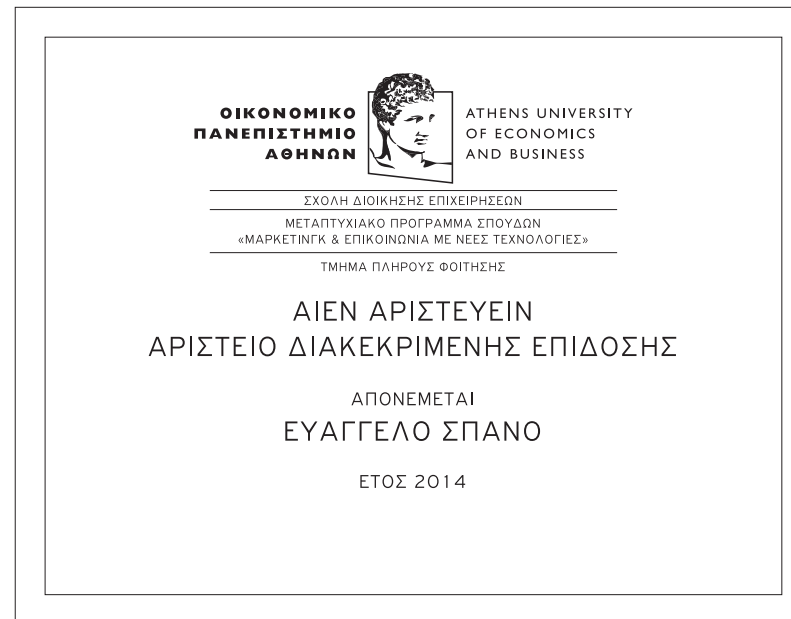 ΟΙΚΟΝΟΜΙΚΟ
ΠΑΝΕΠΙΣΤΗΜΙΟ
ΑΘΗΝΩΝ
ATHENS UNIVERSITY
OF ECONOMICS
AND BUSINESS
ΣΧΟΛΗ ΔΙΟΙΚΗΣΗΣ ΕΠΙΧΕΙΡΗΣΕΩΝ
ΜΕΤΑΠΤΥΧΙΑΚΟ ΠΡΟΓΡΑΜΜΑ ΣΠΟΥΔΩΝ
«ΜΑΡΚΕΤΙΝΓΚ & ΕΠΙΚΟΙΝΩΝΙΑ ΜΕ ΝΕΕΣ ΤΕΧΝΟΛΟΓΙΕΣ»
ΤΜΗΜΑ ΠΛΗΡΟΥΣ ΦΟΙΤΗΣΗΣ
ΑΙΕΝ ΑΡΙΣΤΕΥΕΙΝ
ΑΡΙΣΤΕΙΟ ΔΙΑΚΕΚΡΙΜΕΝΗΣ ΕΠΙΔΟΣΗΣ
ΑΠΟΝΕΜΕΤΑΙ
ΕΥΑΓΓΕΛΟ ΣΠΑΝΟ
ΕΤΟΣ 2014